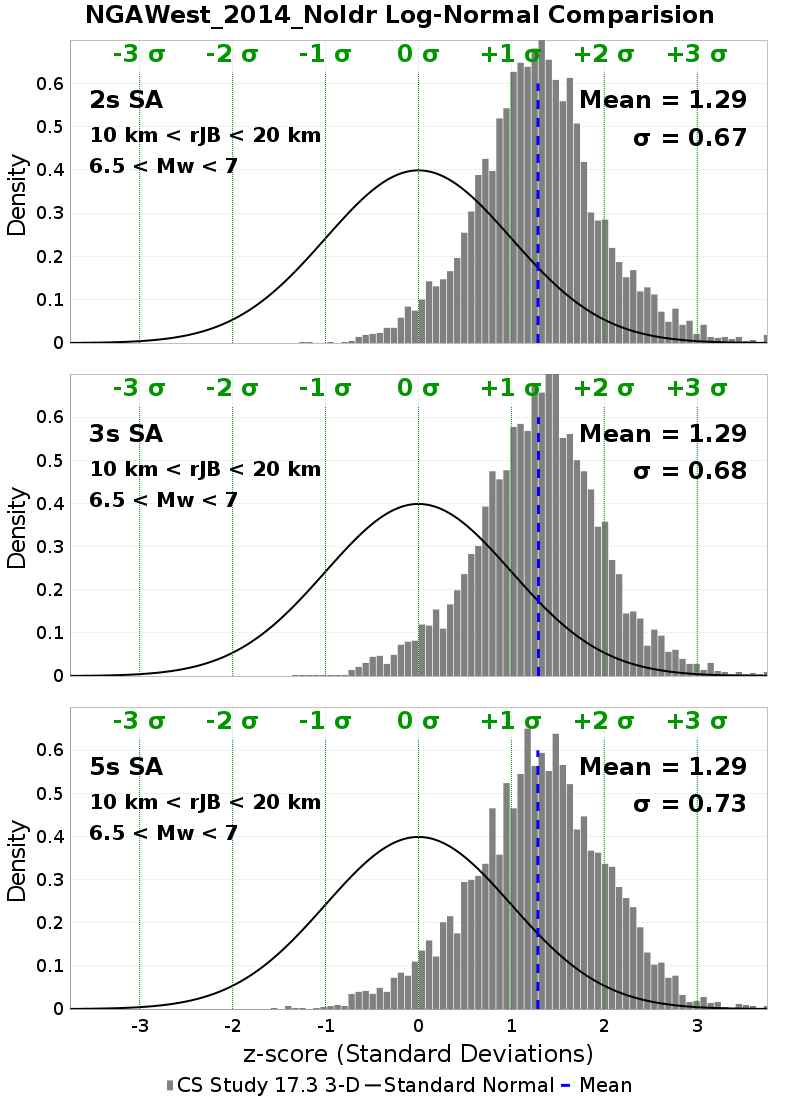 NGAWest_2014_NoIdr Log-Normal Comparision
-3 σ -2 σ -1 σ 0 σ +1 σ +2 σ +3 σ
0.6
2s SA
Mean = 1.29
0.5
10 km < rJB < 20 km
σ = 0.67
6.5 < Mw < 7
0.4
Density
0.3
0.2
0.1
0
-3 σ -2 σ -1 σ 0 σ +1 σ +2 σ +3 σ
0.6
3s SA
Mean = 1.29
0.5
10 km < rJB < 20 km
σ = 0.68
6.5 < Mw < 7
0.4
Density
0.3
0.2
0.1
0
-3 σ -2 σ -1 σ 0 σ +1 σ +2 σ +3 σ
0.6
5s SA
Mean = 1.29
0.5
10 km < rJB < 20 km
σ = 0.73
6.5 < Mw < 7
0.4
Density
0.3
0.2
0.1
0
-3 -2 -1 0 1 2 3
z-score (Standard Deviations)
CS Study 17.3 3-D Standard Normal Mean